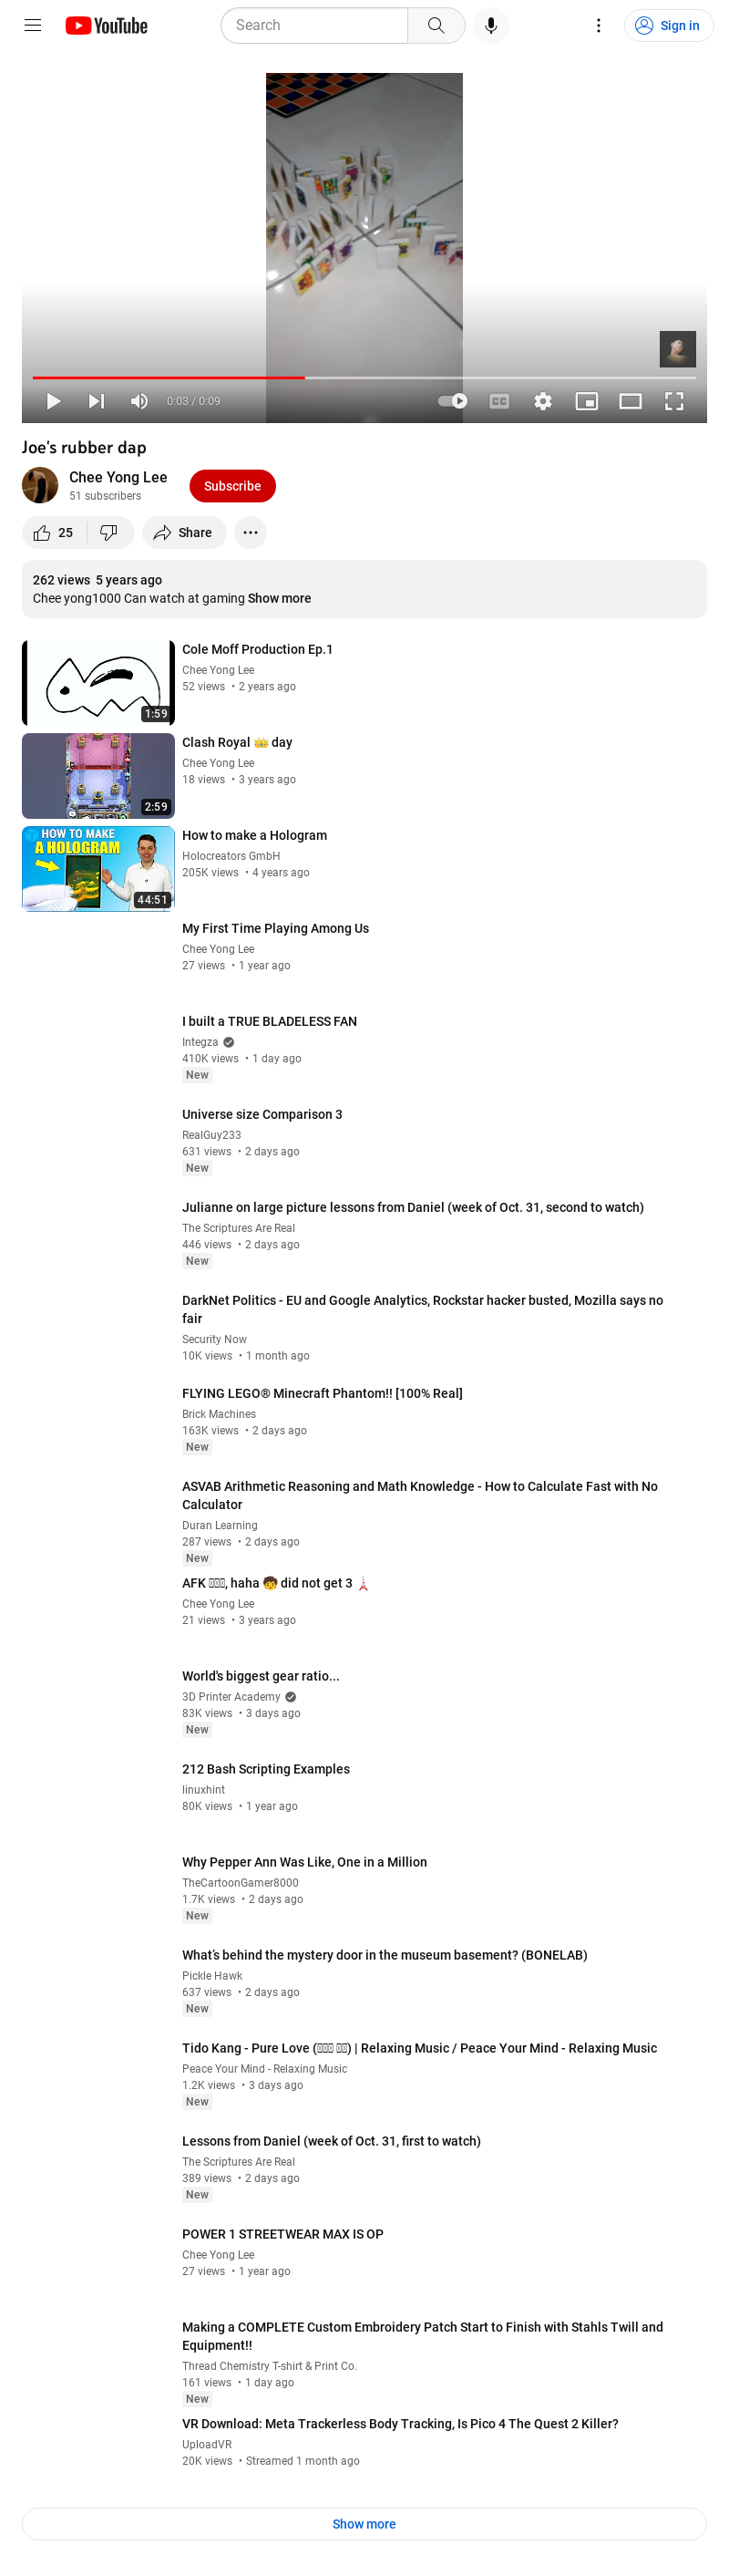 YouTube
Search
Sign in
0:03 / 0:09
CC
Joe's rubber dap
Chee Yong Lee
51 subscribers
Subscribe
25
Share
262 views 5 years ago
Chee yong1000 Can watch at gaming Show more
1:59
Cole Moff Production Ep.1
Chee Yong Lee
52 views • 2 years ago
2:59
Clash Royal 👑 day
Chee Yong Lee
18 views • 3 years ago
HOW TO MAKE
A HOLOGRAM
44:51
How to make a Hologram
Holocreators GmbH
205K views • 4 years ago
My First Time Playing Among Us
Chee Yong Lee
27 views • 1 year ago
I built a TRUE BLADELESS FAN
Integza
410K views • 1 day ago
New
Universe size Comparison 3
RealGuy233
631 views • 2 days ago
New
Julianne on large picture lessons from Daniel (week of Oct. 31, second to watch)
The Scriptures Are Real
446 views • 2 days ago
New
DarkNet Politics - EU and Google Analytics, Rockstar hacker busted, Mozilla says no
fair
Security Now
10K views • 1 month ago
FLYING LEGO® Minecraft Phantom!! [100% Real]
Brick Machines
163K views • 2 days ago
New
ASVAB Arithmetic Reasoning and Math Knowledge - How to Calculate Fast with No
Calculator
Duran Learning
287 views • 2 days ago
New
AFK, haha 🧒 did not get 3 🗼
Chee Yong Lee
21 views • 3 years ago
World's biggest gear ratio...
3D Printer Academy
83K views • 3 days ago
New
212 Bash Scripting Examples
linuxhint
80K views • 1 year ago
Why Pepper Ann Was Like, One in a Million
TheCartoonGamer8000
1.7K views • 2 days ago
New
What's behind the mystery door in the museum basement? (BONELAB)
Pickle Hawk
637 views • 2 days ago
New
Tido Kang - Pure Love () | Relaxing Music / Peace Your Mind - Relaxing Music
Peace Your Mind - Relaxing Music
1.2K views • 3 days ago
New
Lessons from Daniel (week of Oct. 31, first to watch)
The Scriptures Are Real
389 views • 2 days ago
New
POWER 1 STREETWEAR MAX IS OP
Chee Yong Lee
27 views • 1 year ago
Making a COMPLETE Custom Embroidery Patch Start to Finish with Stahls Twill and
Equipment!!
Thread Chemistry T-shirt & Print Co.
161 views • 1 day ago
New
VR Download: Meta Trackerless Body Tracking, Is Pico 4 The Quest 2 Killer?
UploadVR
20K views • Streamed 1 month ago
Show more